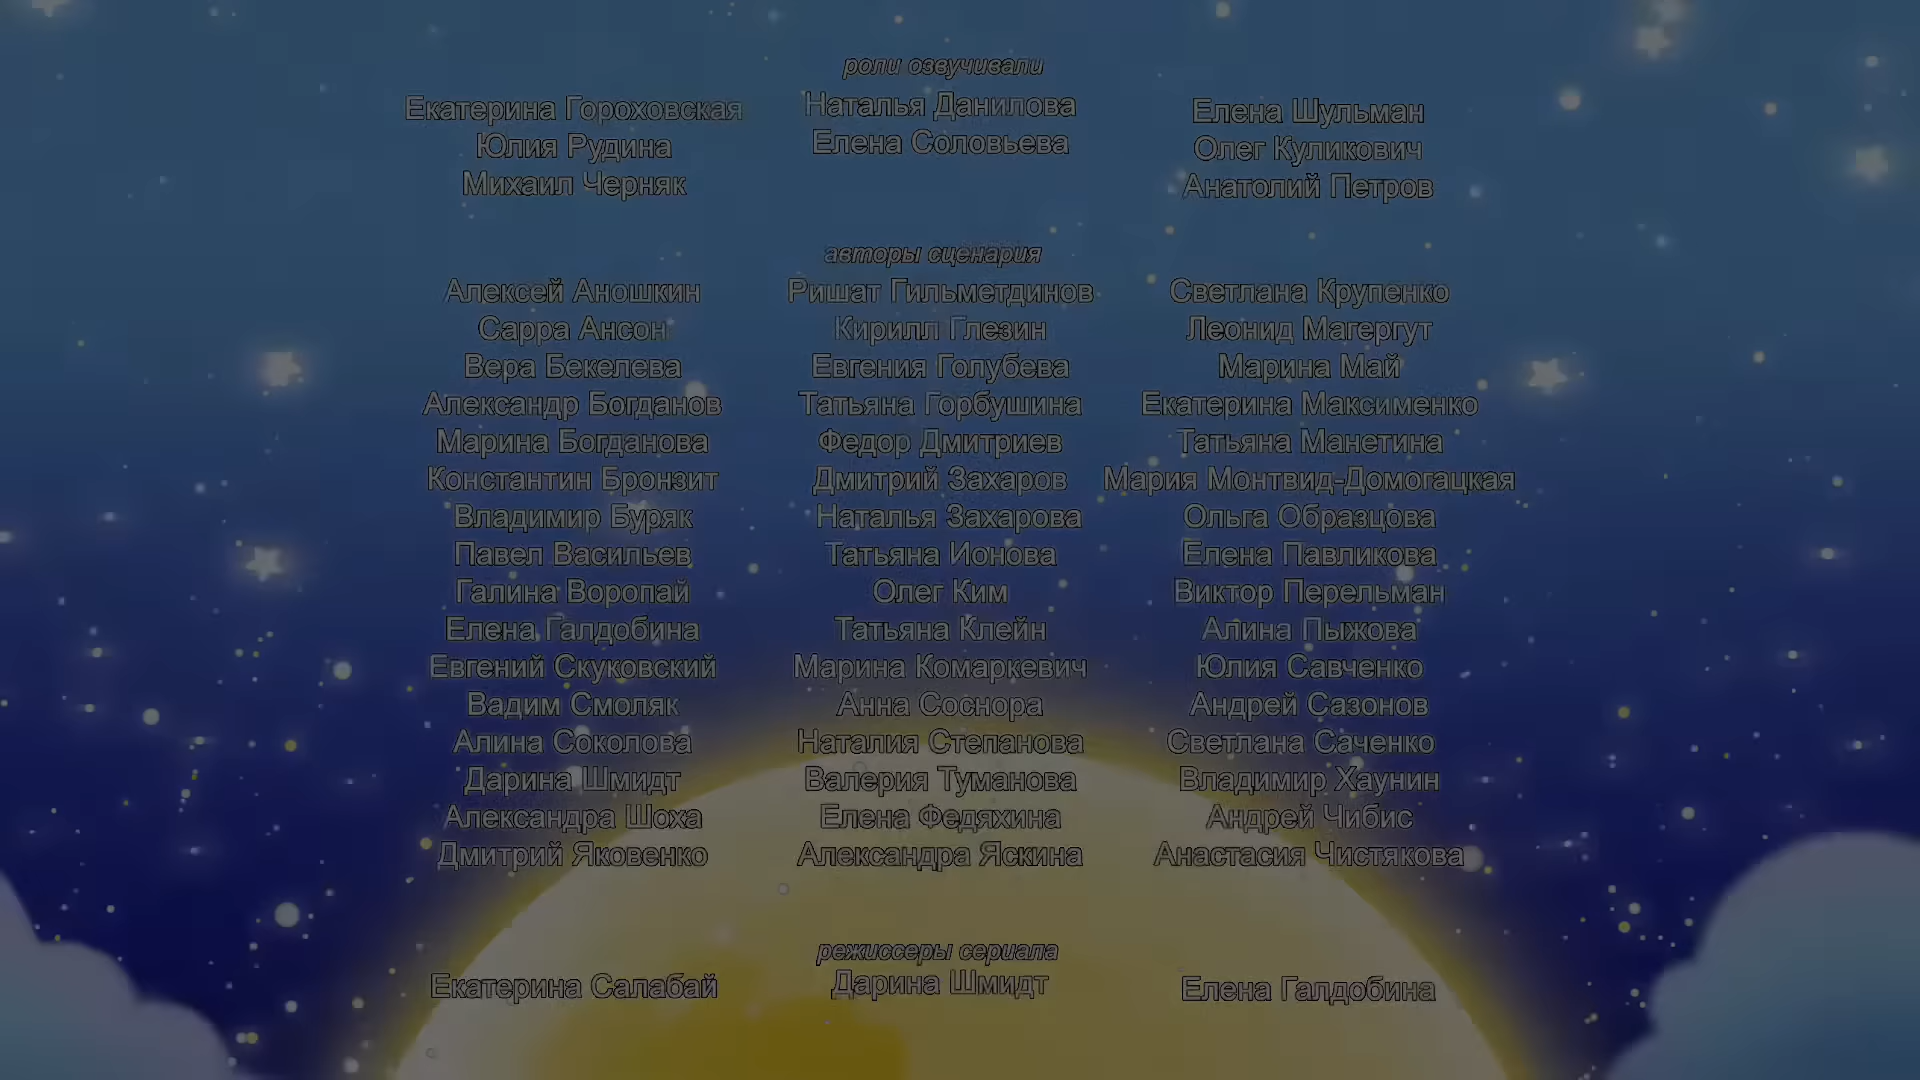 роли озвучивали
Екатерина Гороховская Наталья Данилова Елена Шульман
Юлия Рудина Елена Соловьева Олег Куликович
Михаил Черняк Анатолий Петров
авторы сценария
Алексей Аношкин Ришат Гильметдинов Светлана Крупенко
Сарра Ансон Кирилл Глезин Леонид Магергут
Вера Бекелева Евгения Голубева Марина Май
Александр Богданов Татьяна Горбушина Екатерина Максименко
Марина Богданова Федор Дмитриев Татьяна Манетина
Константин Бронзит Дмитрий Захаров Мария Монтвид-Домогацкая
Владимир Буряк Наталья Захарова Ольга Образцова
Павел Васильев Татьяна Ионова Елена Павликова
Галина Воропай Олег Ким Виктор Перельман
Елена Галдобина Татьяна Клейн Алина Пыжова
Евгений Скуковский Марина Комаркевич Юлия Савченко
Вадим Смоляк Анна Соснора Андрей Сазонов
Алина Соколова Наталия Степанова Светлана Саченко
Дарина Шмидт Валерия Туманова Владимир Хаунин
Александра Шоха Елена Федяхина Андрей Чибис
Дмитрий Яковенко Александра Яскина Анастасия Чистякова
режиссеры сериала
Екатерина Салабай Дарина Шмидт Елена Галдобина